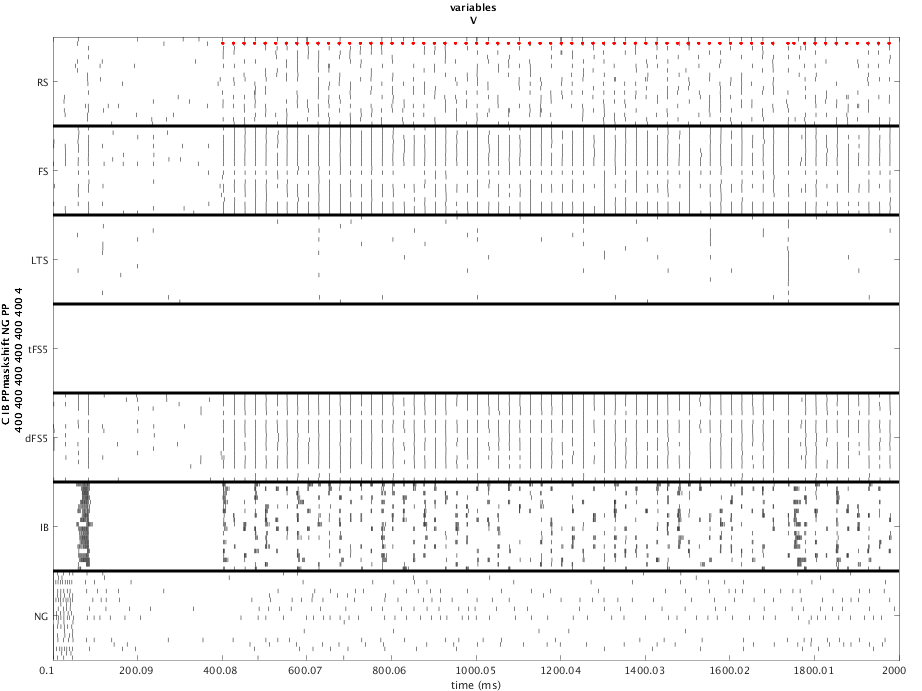 variables
V
RS
FS
LTS
tFS5
dFS5
IB
NG
C IB PPmaskshift NG PP
400 400 400 400 400 400 4
0.1 200.09 400.08 600.07 800.06 1000.05 1200.04 1400.03 1600.02 1800.01 2000
time (ms)